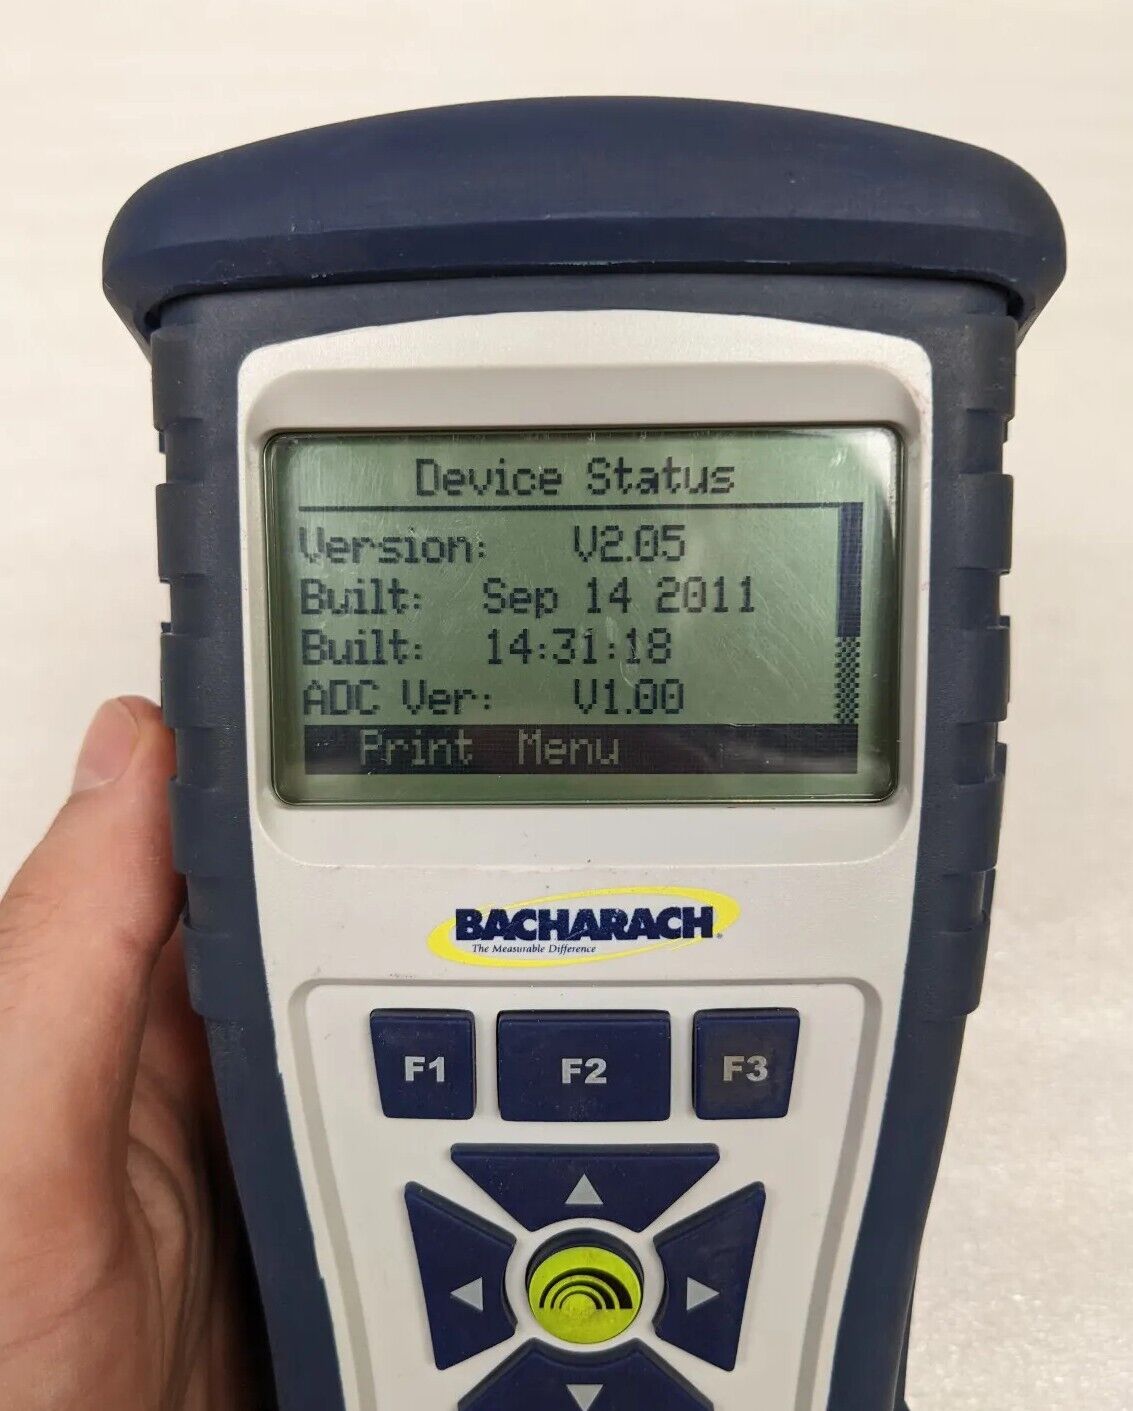 Device Status
Version: V2.05
Built: Sep 14 2011
Built: 14:31:18
ADC Ver: V1.00
Print Menu
BACHARACH
The Measurable Difference
F1 F2 F3